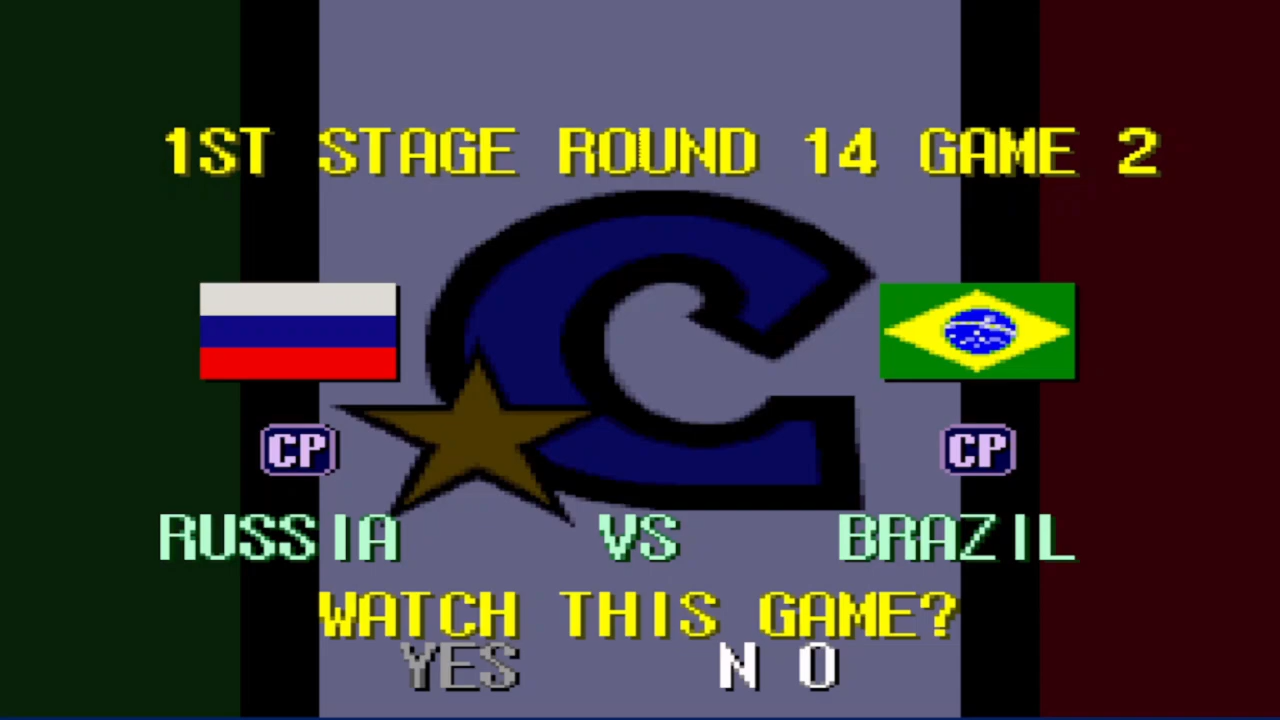 1ST STAGE ROUND 14 GAME 2
C
CP CP
RUSSIA VS BRAZIL
WATCH THIS GAME?
YES NO